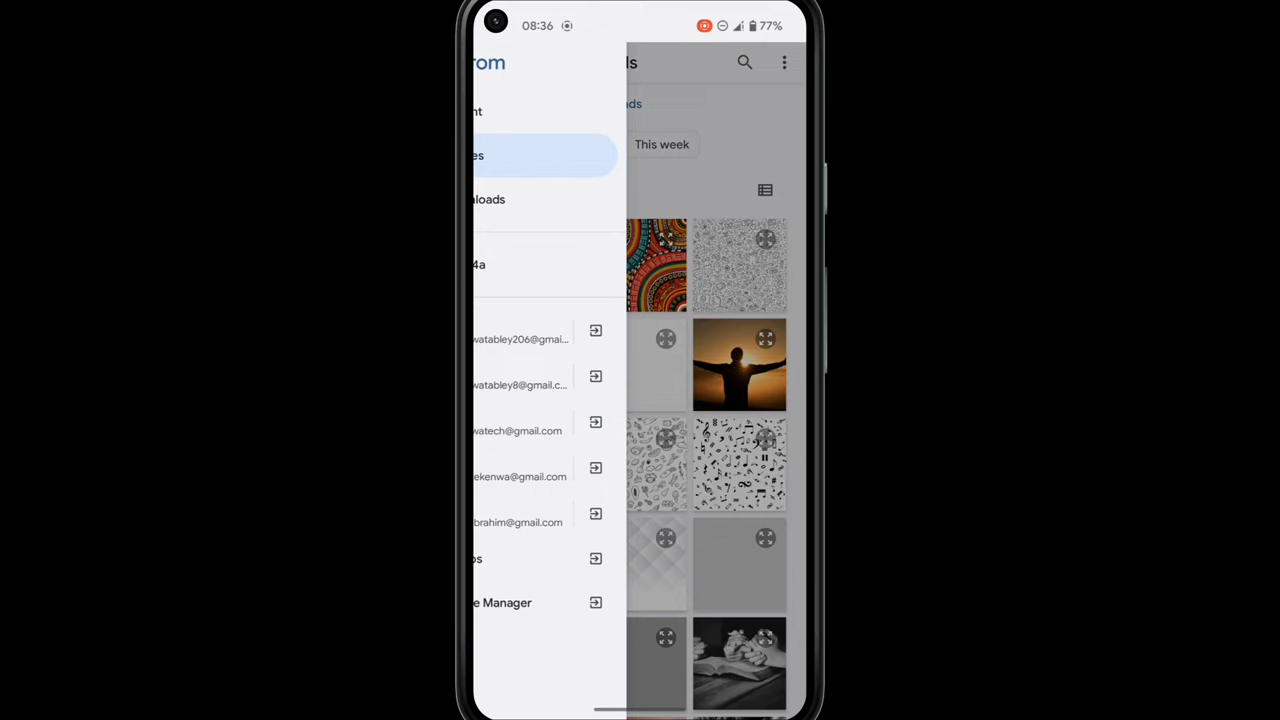 08:36
77%
rom
ds
nt
ads
es
This week
loads
4a
watabley206@gmai...
watabley8@gmail.c...
watech@gmail.com
ekenwa@gmail.com
brahim@gmail.com
os
e Manager